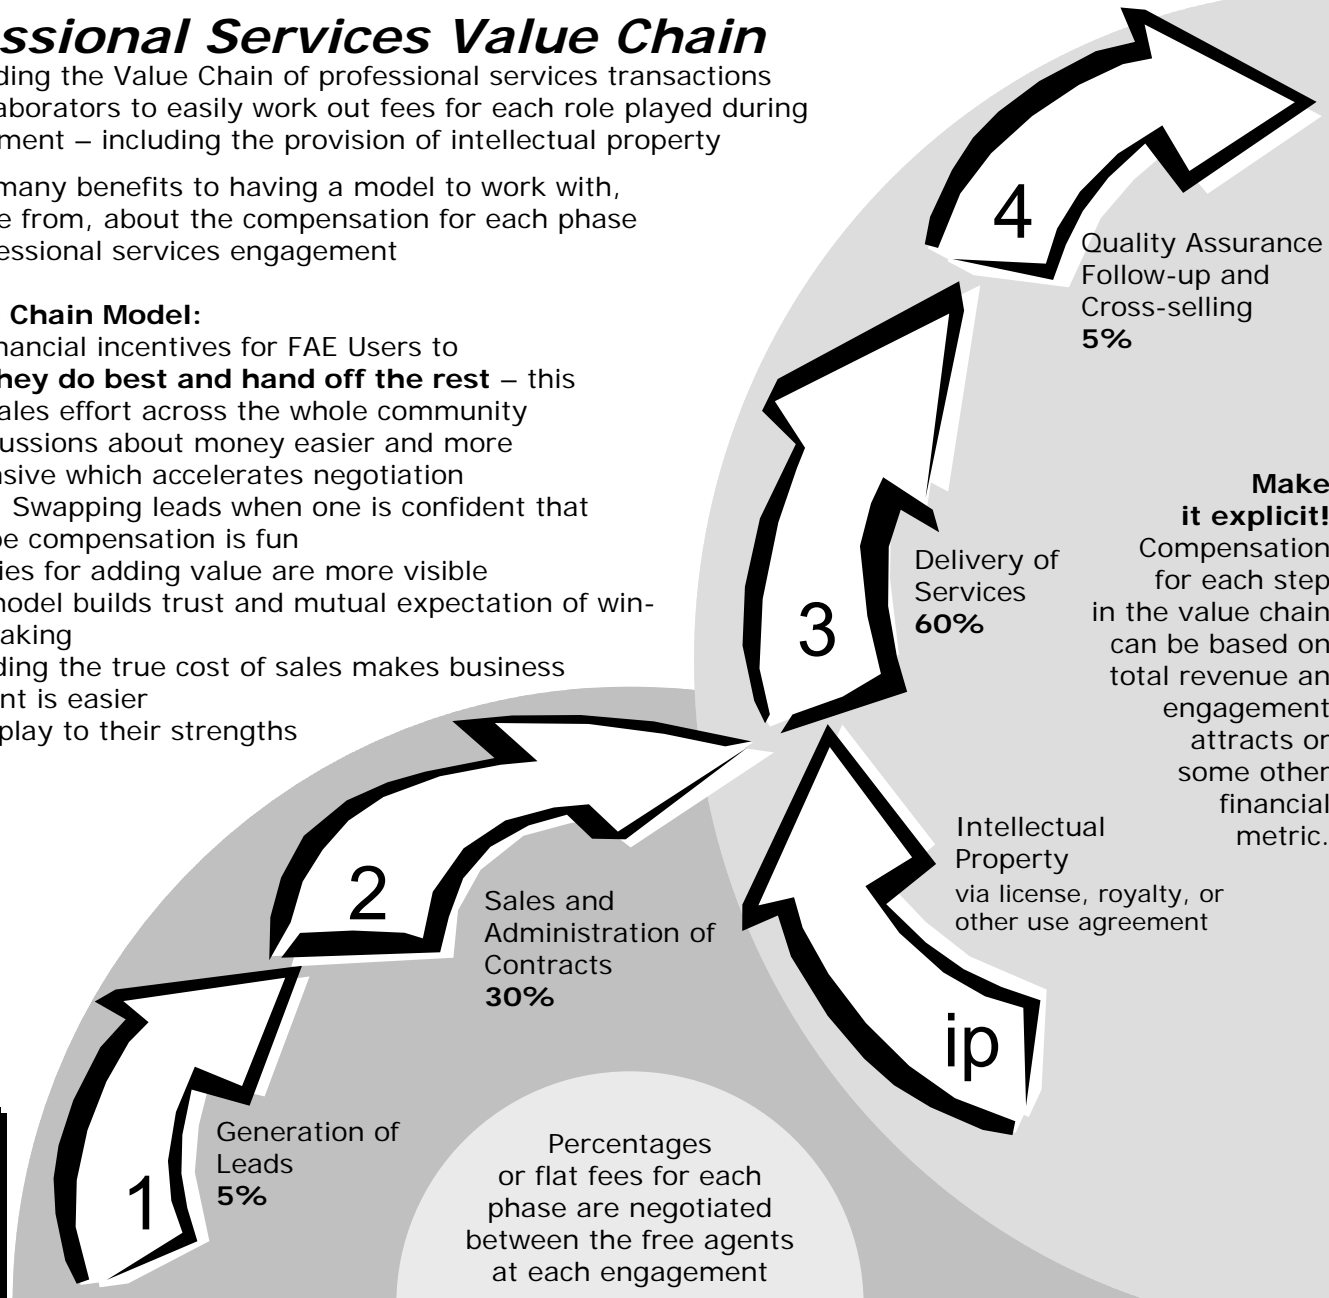 ssional Services Value Chain
ding the Value Chain of professional services transactions
aborators to easily work out fees for each role played during
ment – including the provision of intellectual property
many benefits to having a model to work with,
e from, about the compensation for each phase
essional services engagement
Chain Model:
nancial incentives for FAE Users to
hey do best and hand off the rest – this
ales effort across the whole community
ussions about money easier and more
nsive which accelerates negotiation
Swapping leads when one is confident that
be compensation is fun
ies for adding value are more visible
model builds trust and mutual expectation of win-
aking
ding the true cost of sales makes business
nt is easier
play to their strengths
4
Quality Assurance
Follow-up and
Cross-selling
5%
3
Delivery of
Services
60%
Make
it explicit!
Compensation
for each step
in the value chain
can be based on
total revenue an
engagement
attracts or
some other
financial
metric.
2
Sales and
Administration of
Contracts
30%
Intellectual
Property
via license, royalty, or
other use agreement
ip
1
Generation of
Leads
5%
Percentages
or flat fees for each
phase are negotiated
between the free agents
at each engagement